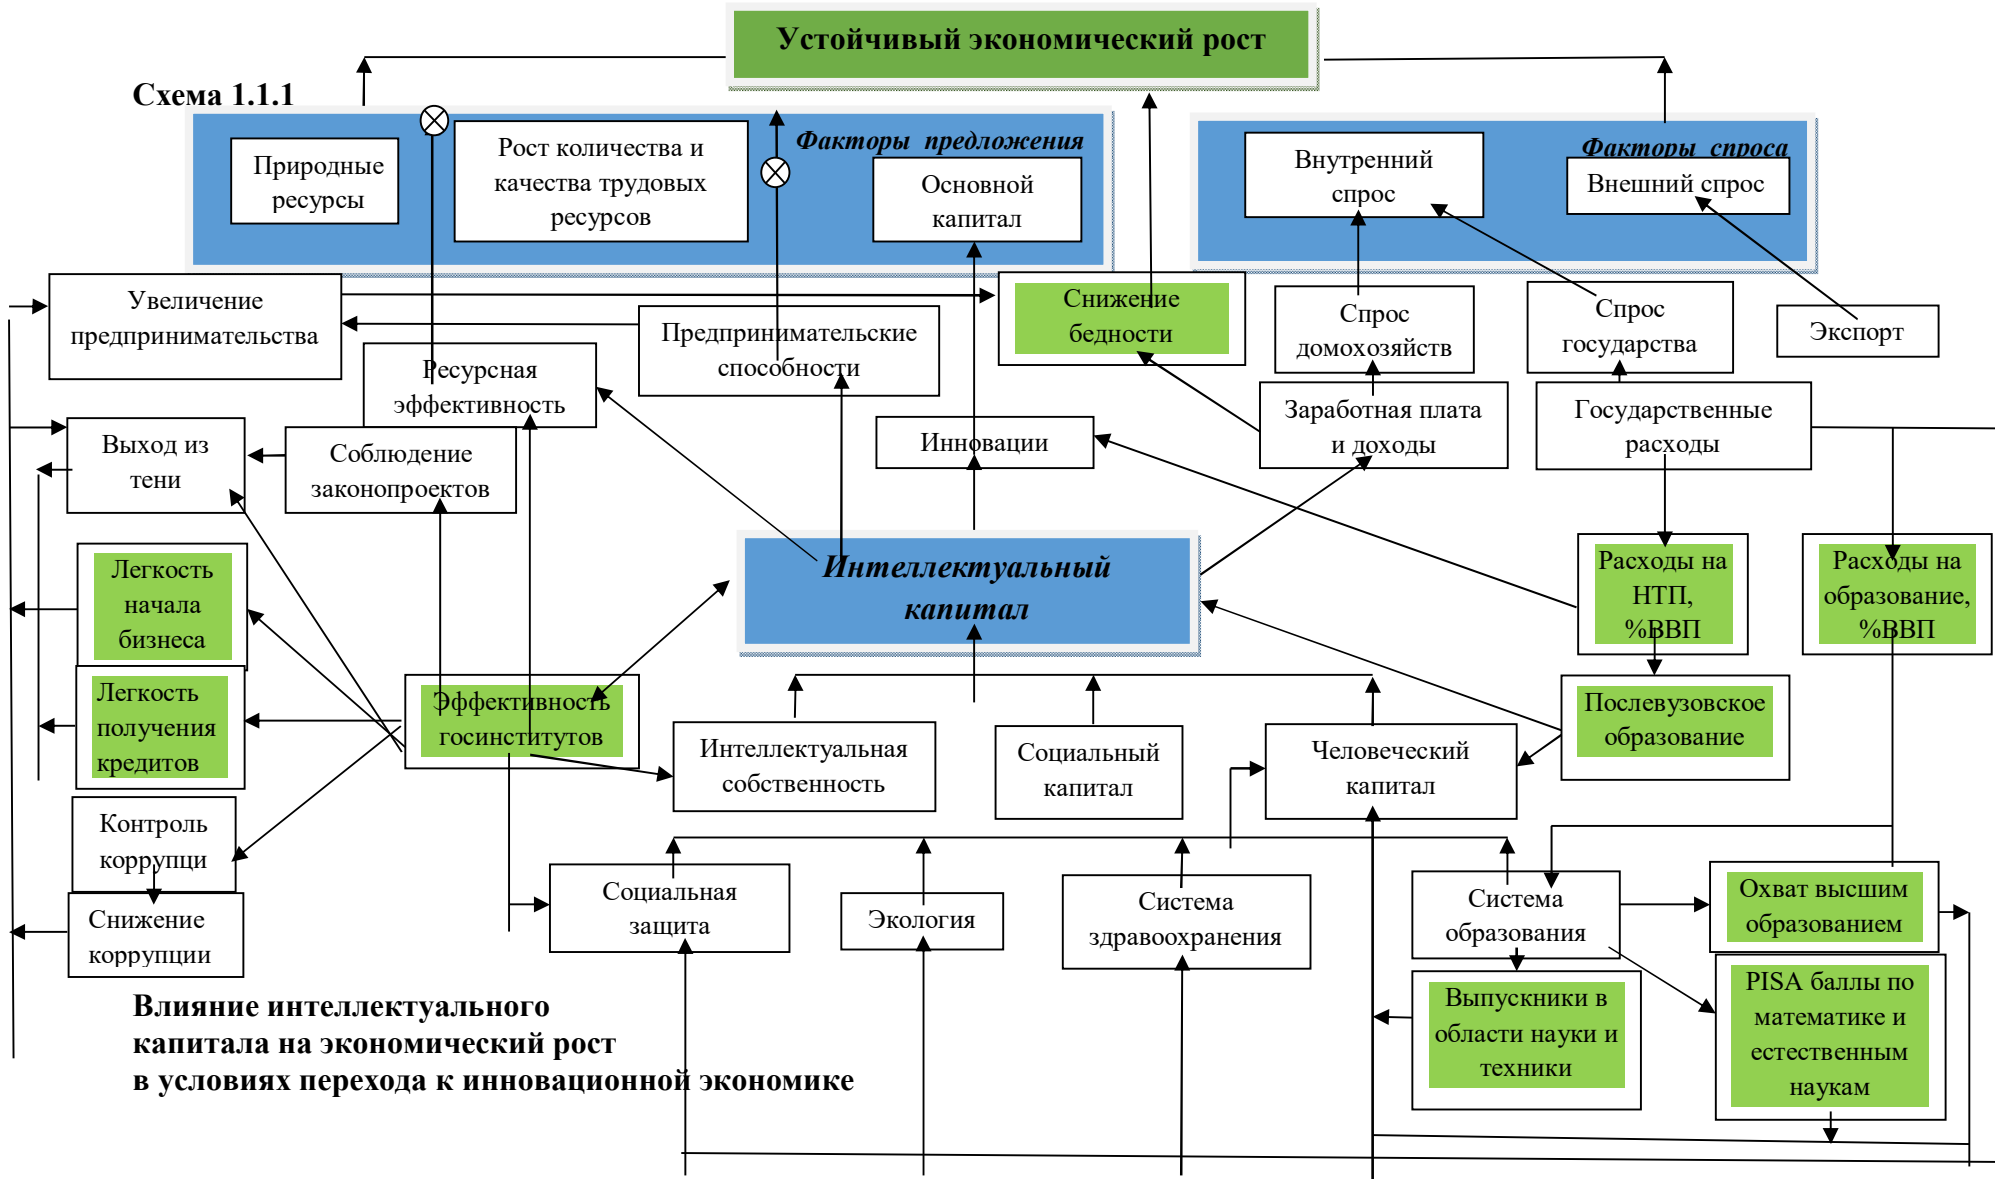 Устойчивый экономический рост
Схема 1.1.1
Факторы предложения
Природные
ресурсы
Рост количества и
качества трудовых
ресурсов
Основной
капитал
Факторы спроса
Внутренний
спрос
Внешний спрос
Увеличение
предпринимательства
Предпринимательские
способности
Снижение
бедности
Спрос
домохозяйств
Спрос
государства
Экспорт
Ресурсная
эффективность
Выход из
тени
Соблюдение
законопроектов
Инновации
Заработная плата
и доходы
Государственные
расходы
Легкость
начала
бизнеса
Интеллектуальный
капитал
Расходы на
НТП,
%ВВП
Расходы на
образование,
%ВВП
Легкость
получения
кредитов
Эффективность
госинститутов
Интеллектуальная
собственность
Социальный
капитал
Человеческий
капитал
Послевузовское
образование
Контроль
коррупци
Снижение
коррупции
Социальная
защита
Экология
Система
здравоохранения
Система
образования
Охват высшим
образованием
Выпускники в
области науки и
техники
PISA баллы по
математике и
естественным
наукам
Влияние интеллектуального
капитала на экономический рост
в условиях перехода к инновационной экономике